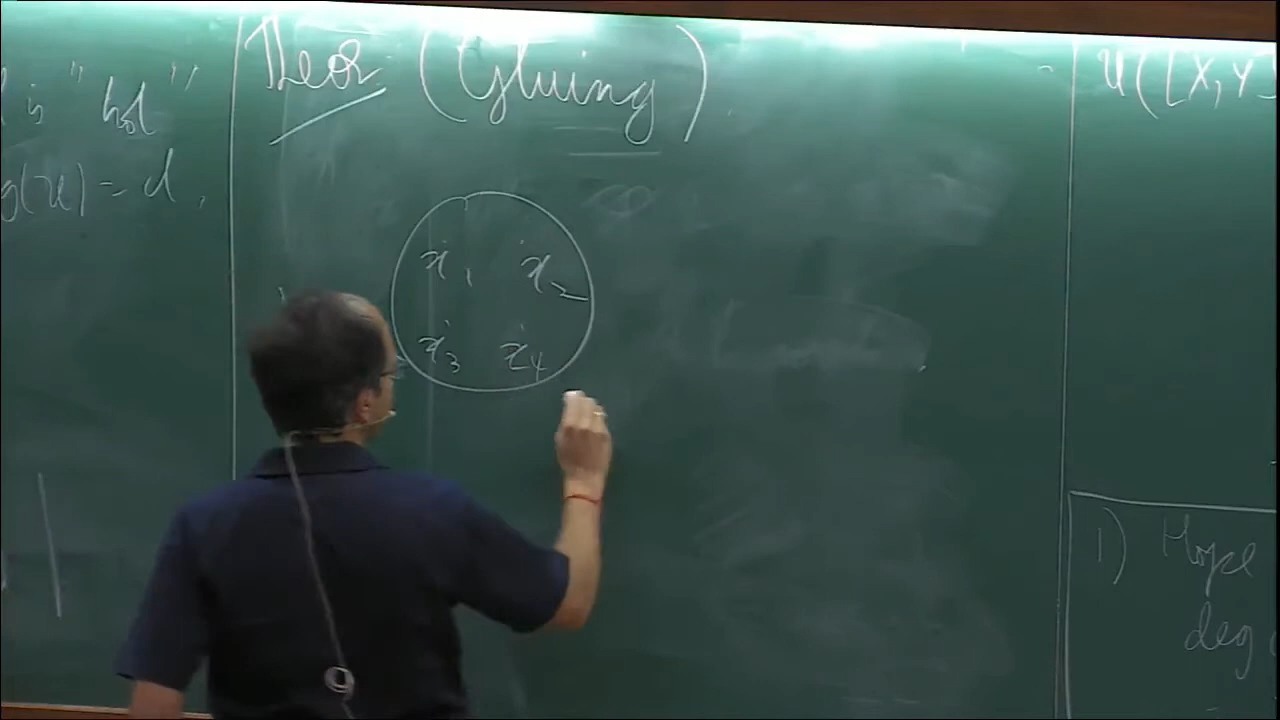 is "hol"
g(u) = d.
Theor (Gluing)
x₁ x₂
x₃ x₄
u([X, Y
1) Hope
deg